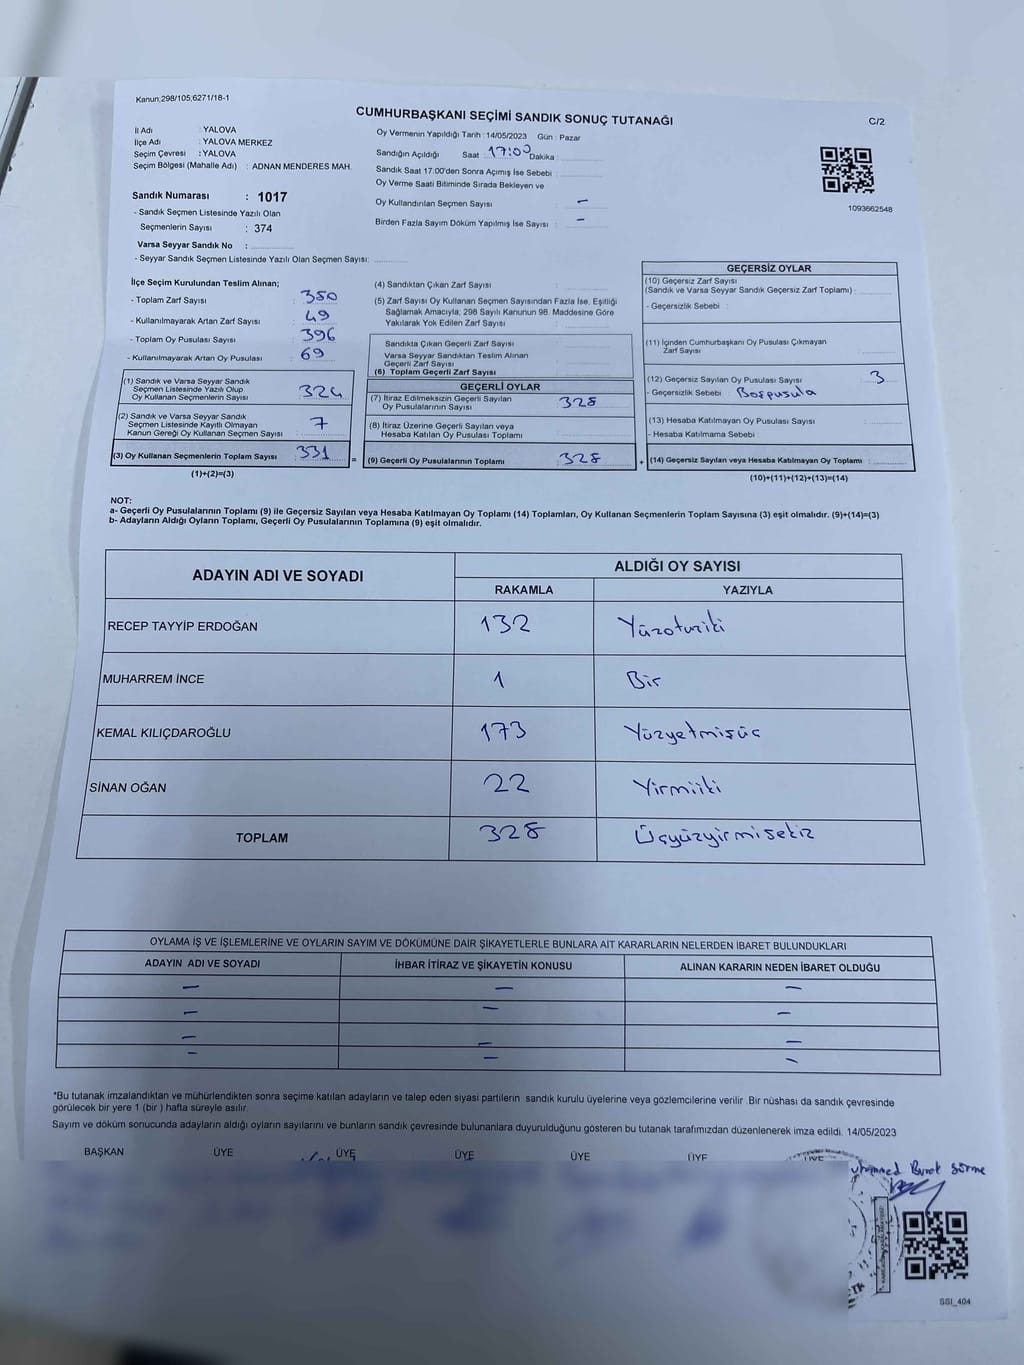 Kanun,298/105;6271/18-1
CUMHURBAŞKANI SEÇİMİ SANDIK SONUÇ TUTANAĞI
C/2
İl Adı : YALOVA
İlçe Adı : YALOVA MERKEZ
Seçim Çevresi : YALOVA
Seçim Bölgesi (Mahalle Adı) : ADNAN MENDERES MAH.
Sandık Numarası : 1017
- Sandık Seçmen Listesinde Yazılı Olan
Seçmenlerin Sayısı : 374
Varsa Seyyar Sandık No :
- Seyyar Sandık Seçmen Listesinde Yazılı Olan Seçmen Sayısı:
Oy Vermenin Yapıldığı Tarih : 14/05/2023 Gün : Pazar
Sandığın Açıldığı Saat 17:00 Dakika :
Sandık Saat 17:00'den Sonra Açımış İse Sebebi :
Oy Verme Saati Bitiminde Sırada Bekleyen ve
Oy Kullandırılan Seçmen Sayısı : -
Birden Fazla Sayım Döküm Yapılmış İse Sayısı : -
1093662548
İlçe Seçim Kurulundan Teslim Alınan;
- Toplam Zarf Sayısı : 350
- Kullanılmayarak Artan Zarf Sayısı : 49
- Toplam Oy Pusulası Sayısı : 396
- Kullanılmayarak Artan Oy Pusulası : 69
(1) Sandık ve Varsa Seyyar Sandık
Seçmen Listesinde Yazılı Olup
Oy Kullanan Seçmenlerin Sayısı : 324
(2) Sandık ve Varsa Seyyar Sandık
Seçmen Listesinde Kayıtlı Olmayan
Kanun Gereği Oy Kullanan Seçmen Sayısı : 7
(3) Oy Kullanan Seçmenlerin Toplam Sayısı : 331
(1)+(2)=(3)
(4) Sandıktan Çıkan Zarf Sayısı :
(5) Zarf Sayısı Oy Kullanan Seçmen Sayısından Fazla İse, Eşitliği
Sağlamak Amacıyla; 298 Sayılı Kanunun 98. Maddesine Göre
Yakılarak Yok Edilen Zarf Sayısı :
Sandıkta Çıkan Geçerli Zarf Sayısı :
Varsa Seyyar Sandıktan Teslim Alınan
Geçerli Zarf Sayısı
(6) Toplam Geçerli Zarf Sayısı :
GEÇERLİ OYLAR
(7) İtiraz Edilmeksizin Geçerli Sayılan
Oy Pusulalarının Sayısı : 328
(8) İtiraz Üzerine Geçerli Sayılan veya
Hesaba Katılan Oy Pusulası Toplamı :
= (9) Geçerli Oy Pusulalarının Toplamı : 328
GEÇERSİZ OYLAR
(10) Geçersiz Zarf Sayısı
(Sandık ve Varsa Seyyar Sandık Geçersiz Zarf Toplamı) :
- Geçersizlik Sebebi :
(11) İçinden Cumhurbaşkanı Oy Pusulası Çıkmayan
Zarf Sayısı :
(12) Geçersiz Sayılan Oy Pusulası Sayısı : 3
- Geçersizlik Sebebi : Boşpusula
(13) Hesaba Katılmayan Oy Pusulası Sayısı :
- Hesaba Katılmama Sebebi :
+ (14) Geçersiz Sayılan veya Hesaba Katılmayan Oy Toplamı :
(10)+(11)+(12)+(13)=(14)
NOT:
a- Geçerli Oy Pusulalarının Toplamı (9) ile Geçersiz Sayılan veya Hesaba Katılmayan Oy Toplamı (14) Toplamları, Oy Kullanan Seçmenlerin Toplam Sayısına (3) eşit olmalıdır. (9)+(14)=(3)
b- Adayların Aldığı Oyların Toplamı, Geçerli Oy Pusulalarının Toplamına (9) eşit olmalıdır.
ADAYIN ADI VE SOYADI
ALDIĞI OY SAYISI
RAKAMLA YAZIYLA
RECEP TAYYİP ERDOĞAN 132 Yüzotuziki
MUHARREM İNCE 1 Bir
KEMAL KILIÇDAROĞLU 173 Yüzyetmişüç
SİNAN OĞAN 22 Yirmiiki
TOPLAM 328 Üçyüzyirmisekiz
OYLAMA İŞ VE İŞLEMLERİNE VE OYLARIN SAYIM VE DÖKÜMÜNE DAİR ŞİKAYETLERLE BUNLARA AİT KARARLARIN NELERDEN İBARET BULUNDUKLARI
ADAYIN ADI VE SOYADI İHBAR İTİRAZ VE ŞİKAYETİN KONUSU ALINAN KARARIN NEDEN İBARET OLDUĞU
- - -
- - -
- - -
- - -
*Bu tutanak imzalandıktan ve mühürlendikten sonra seçime katılan adayların ve talep eden siyasi partilerin sandık kurulu üyelerine veya gözlemcilerine verilir .Bir nüshası da sandık çevresinde
görülecek bir yere 1 (bir ) hafta süreyle asılır.
Sayım ve döküm sonucunda adayların aldığı oyların sayılarını ve bunların sandık çevresinde bulunanlara duyurulduğunu gösteren bu tutanak tarafımızdan düzenlenerek imza edildi. 14/05/2023
BAŞKAN ÜYE ÜYE ÜYE ÜYE ÜYE ÜYE
SSI_404